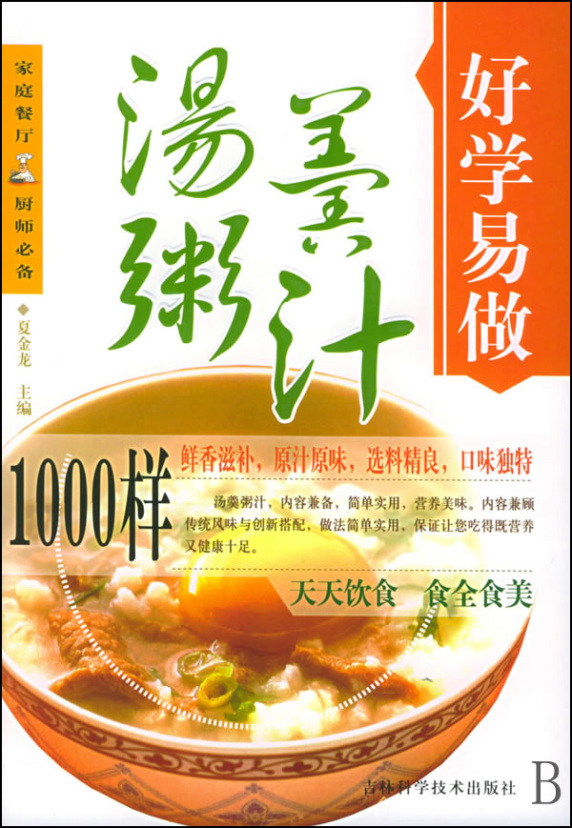 家庭餐厅
厨师必备
夏金龙 主编
好学易做
湯羹
粥汁
1000样
鲜香滋补，原汁原味，选料精良，口味独特
汤羹粥汁，内容兼备，简单实用，营养美味。内容兼顾
传统风味与创新搭配，做法简单实用，保证让您吃得既营养
又健康十足。
天天饮食 食全食美
吉林科学技术出版社
B